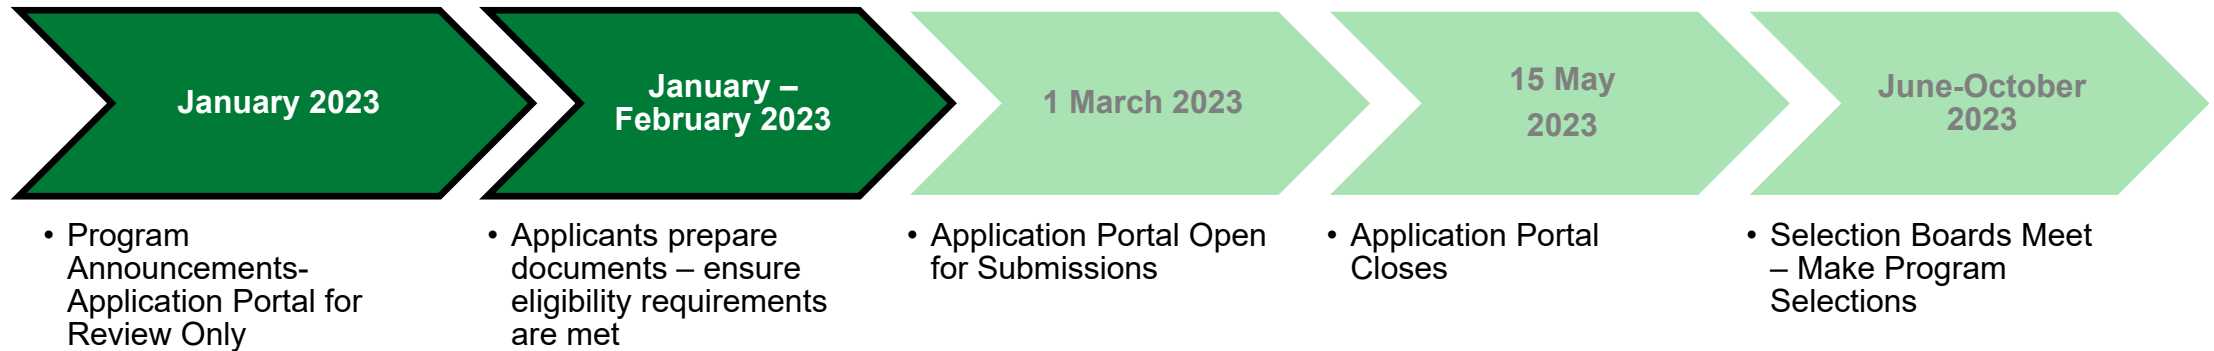 January 2023
January –
February 2023
1 March 2023
15 May
2023
June-October
2023
• Program
Announcements-
Application Portal for
Review Only
• Applicants prepare
documents – ensure
eligibility requirements
are met
• Application Portal Open
for Submissions
• Application Portal
Closes
• Selection Boards Meet
– Make Program
Selections